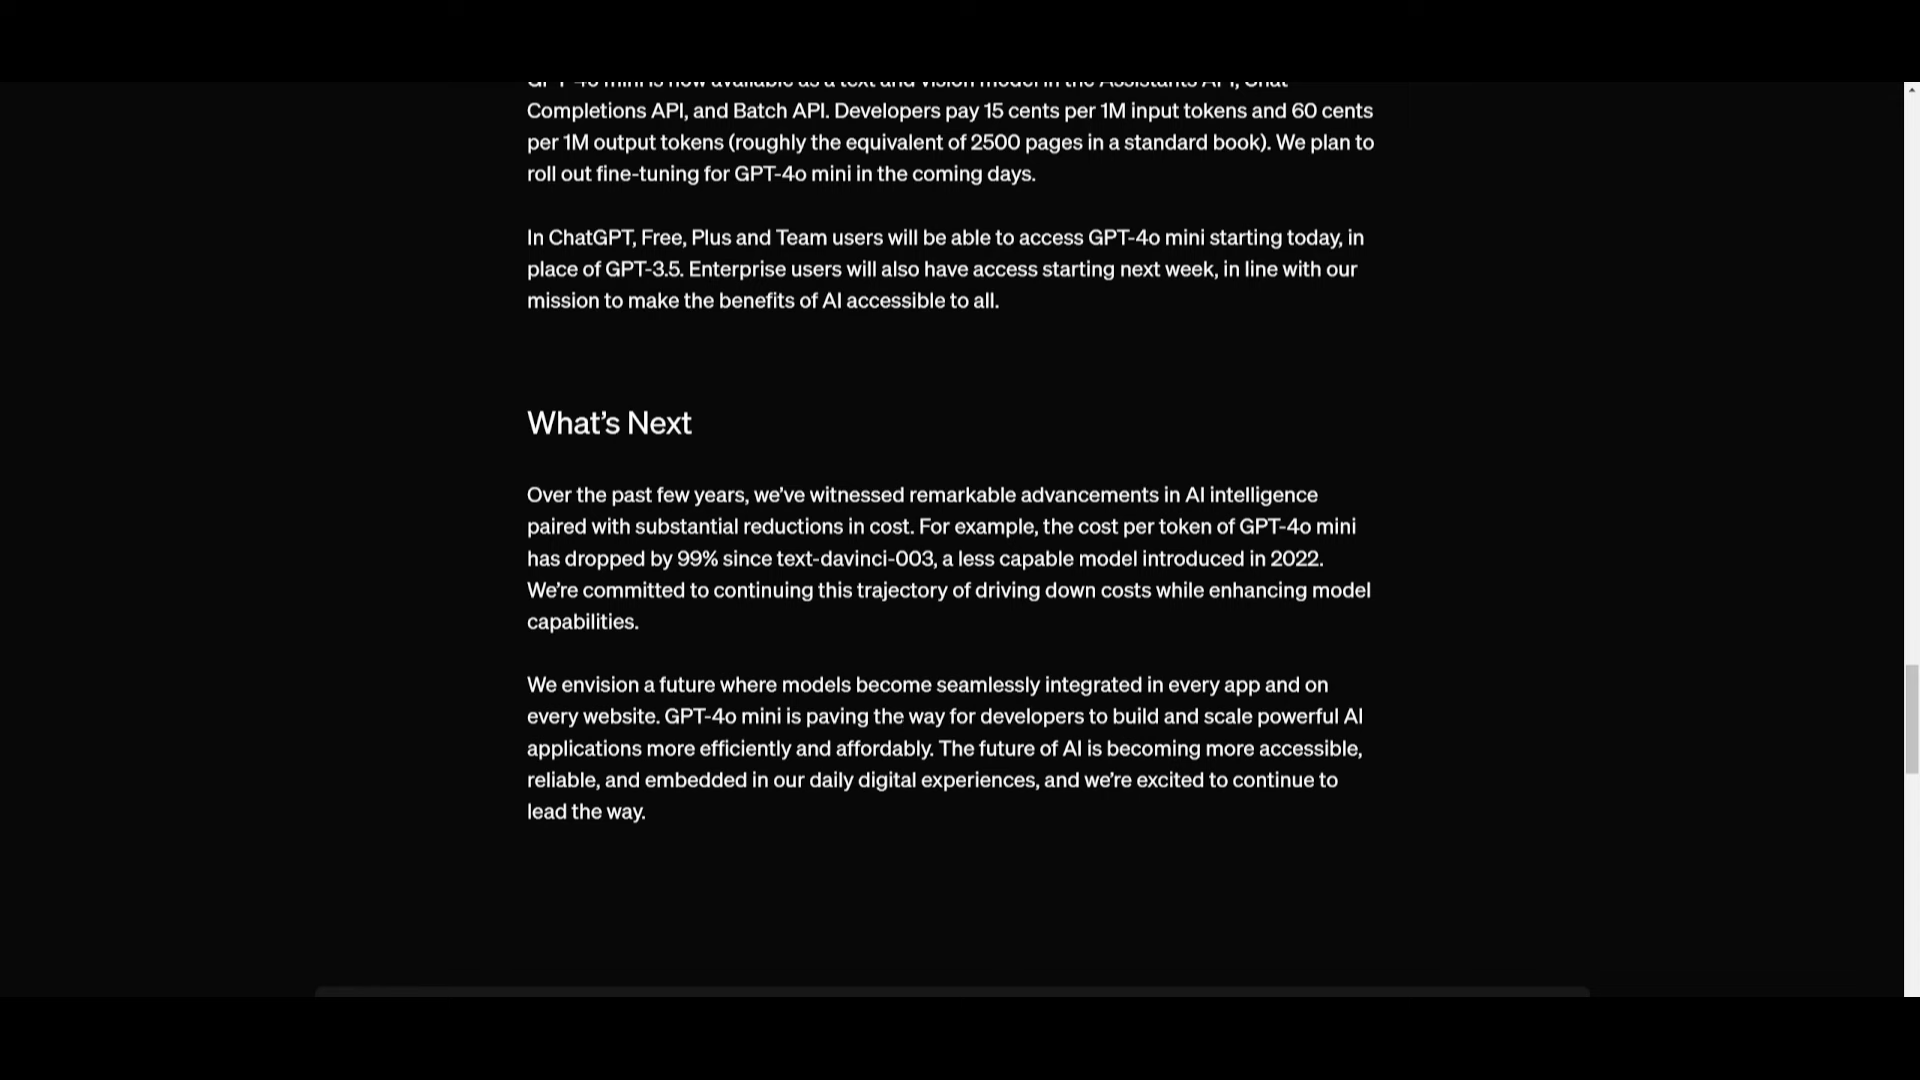 GPT-4o mini is now available as a text and vision model in the Assistants API, Chat
Completions API, and Batch API. Developers pay 15 cents per 1M input tokens and 60 cents
per 1M output tokens (roughly the equivalent of 2500 pages in a standard book). We plan to
roll out fine-tuning for GPT-4o mini in the coming days.
In ChatGPT, Free, Plus and Team users will be able to access GPT-4o mini starting today, in
place of GPT-3.5. Enterprise users will also have access starting next week, in line with our
mission to make the benefits of AI accessible to all.
What’s Next
Over the past few years, we’ve witnessed remarkable advancements in AI intelligence
paired with substantial reductions in cost. For example, the cost per token of GPT-4o mini
has dropped by 99% since text-davinci-003, a less capable model introduced in 2022.
We’re committed to continuing this trajectory of driving down costs while enhancing model
capabilities.
We envision a future where models become seamlessly integrated in every app and on
every website. GPT-4o mini is paving the way for developers to build and scale powerful AI
applications more efficiently and affordably. The future of AI is becoming more accessible,
reliable, and embedded in our daily digital experiences, and we’re excited to continue to
lead the way.